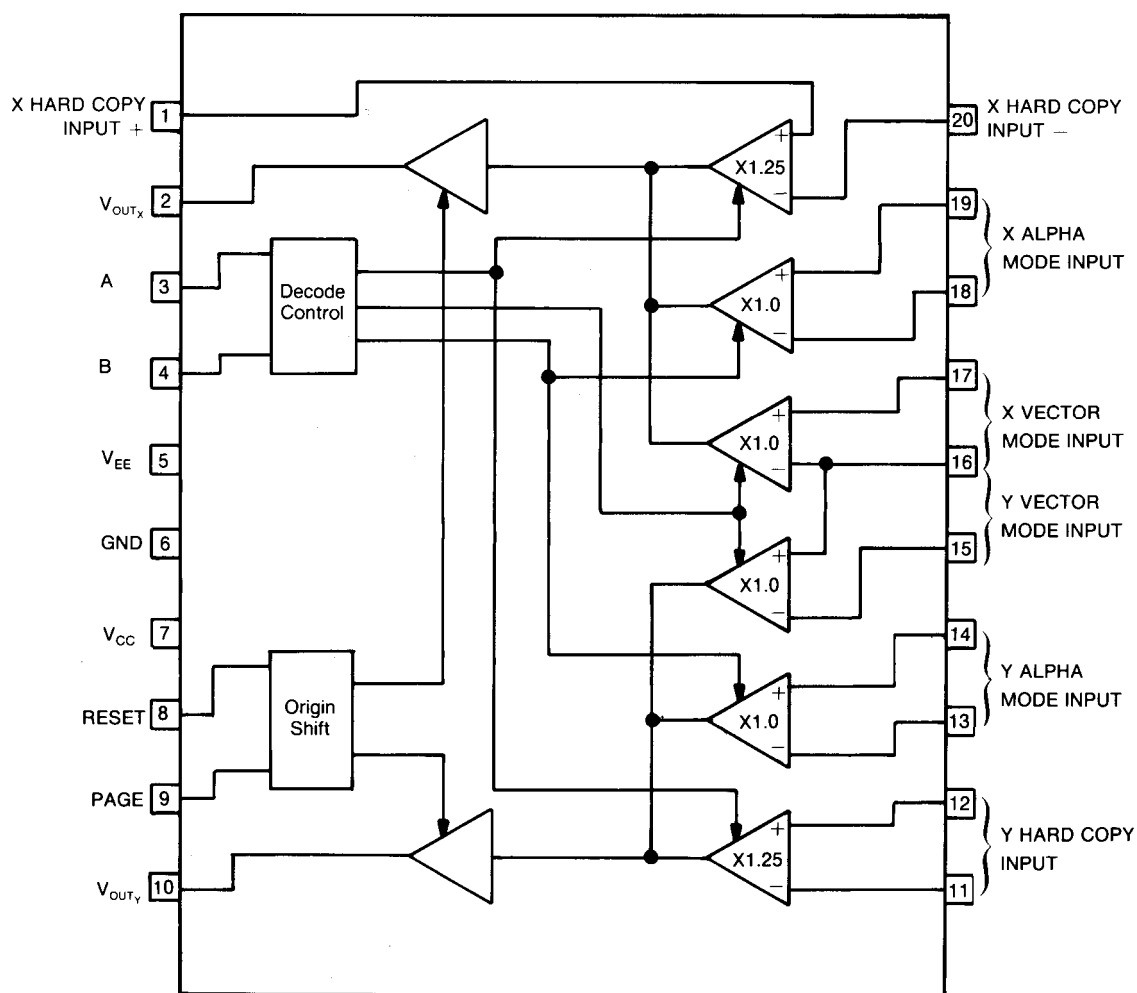 X HARD COPY
INPUT +
1
V_OUTX
2
A
3
B
4
V_EE
5
GND
6
V_CC
7
RESET
8
PAGE
9
V_OUTY
10
Decode
Control
Origin
Shift
+
X1.25
−
+
X1.0
−
+
X1.0
−
+
X1.0
−
+
X1.0
−
+
X1.25
−
20
X HARD COPY
INPUT −
19
X ALPHA
MODE INPUT
18
17
X VECTOR
MODE INPUT
16
Y VECTOR
MODE INPUT
15
14
Y ALPHA
MODE INPUT
13
12
Y HARD COPY
INPUT
11